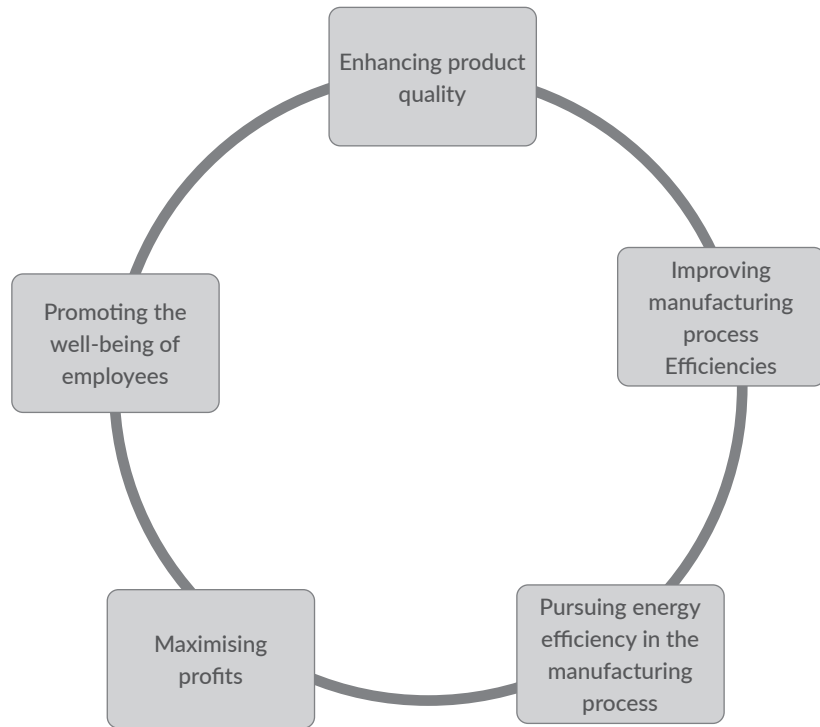 Enhancing product
quality
Improving
manufacturing
process
Efficiencies
Pursuing energy
efficiency in the
manufacturing
process
Maximising
profits
Promoting the
well-being of
employees